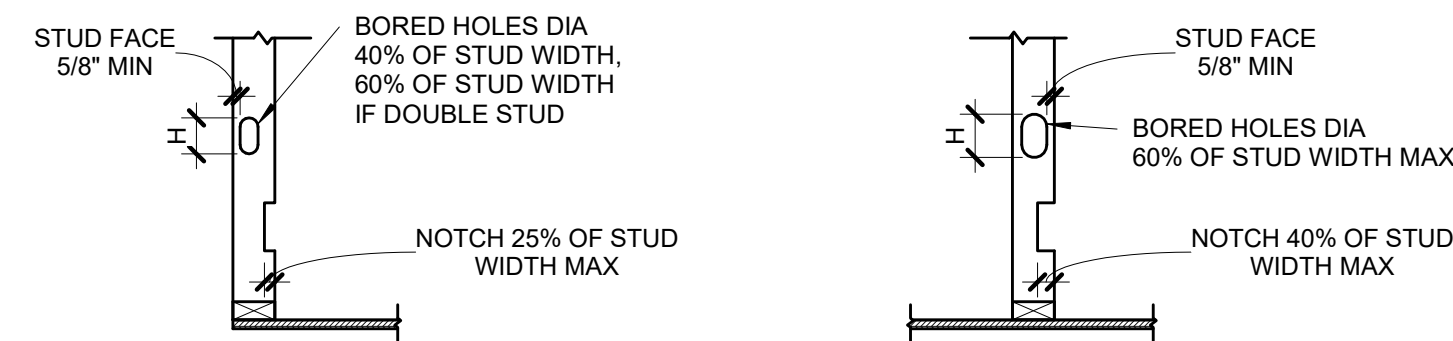 STUD FACE
5/8" MIN
BORED HOLES DIA
40% OF STUD WIDTH,
60% OF STUD WIDTH
IF DOUBLE STUD
H
NOTCH 25% OF STUD
WIDTH MAX
STUD FACE
5/8" MIN
H
BORED HOLES DIA
60% OF STUD WIDTH MAX
NOTCH 40% OF STUD
WIDTH MAX